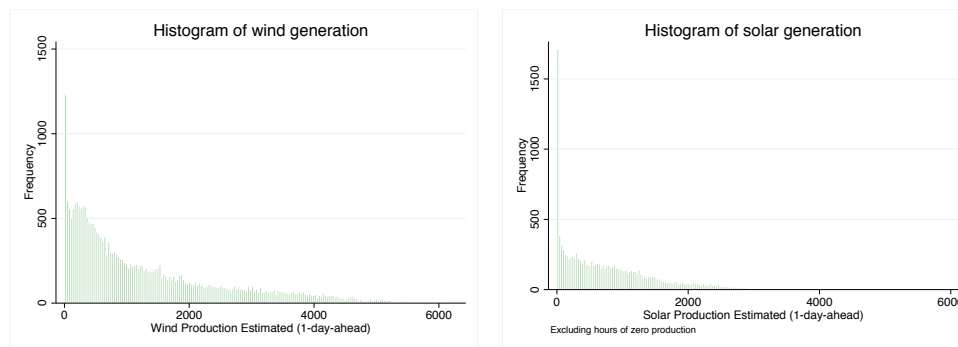 Histogram of wind generation
1500
1000
500
0
Frequency
0 2000 4000 6000
Wind Production Estimated (1-day-ahead)
Histogram of solar generation
1500
1000
500
0
Frequency
0 2000 4000 600
Solar Production Estimated (1-day-ahead)
Excluding hours of zero production